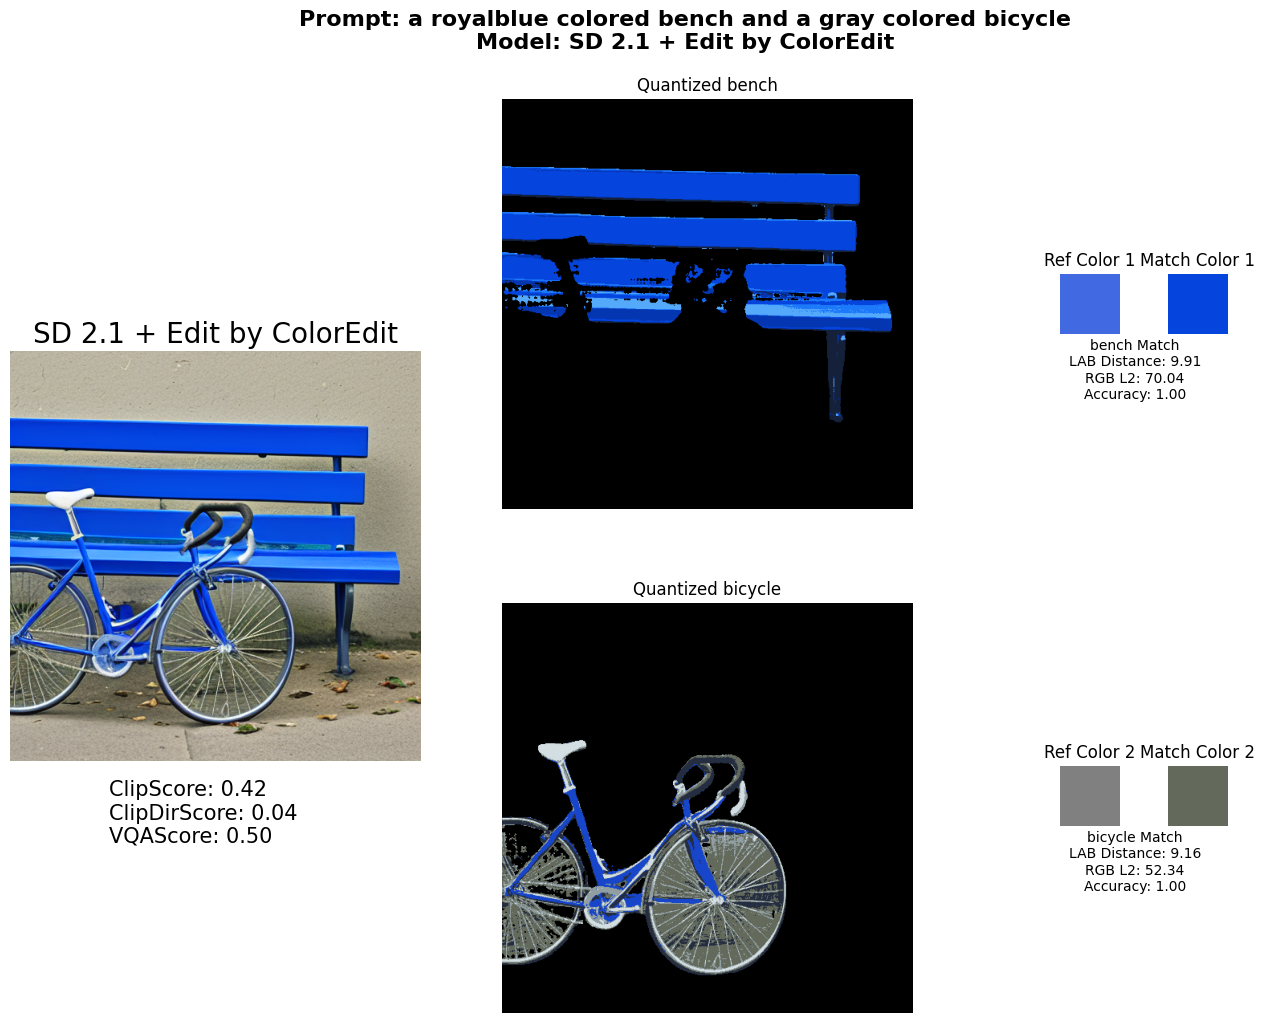 Prompt: a royalblue colored bench and a gray colored bicycle
Model: SD 2.1 + Edit by ColorEdit
Quantized bench
Ref Color 1 Match Color 1
bench Match
LAB Distance: 9.91
RGB L2: 70.04
Accuracy: 1.00
SD 2.1 + Edit by ColorEdit
ClipScore: 0.42
ClipDirScore: 0.04
VQAScore: 0.50
Quantized bicycle
Ref Color 2 Match Color 2
bicycle Match
LAB Distance: 9.16
RGB L2: 52.34
Accuracy: 1.00